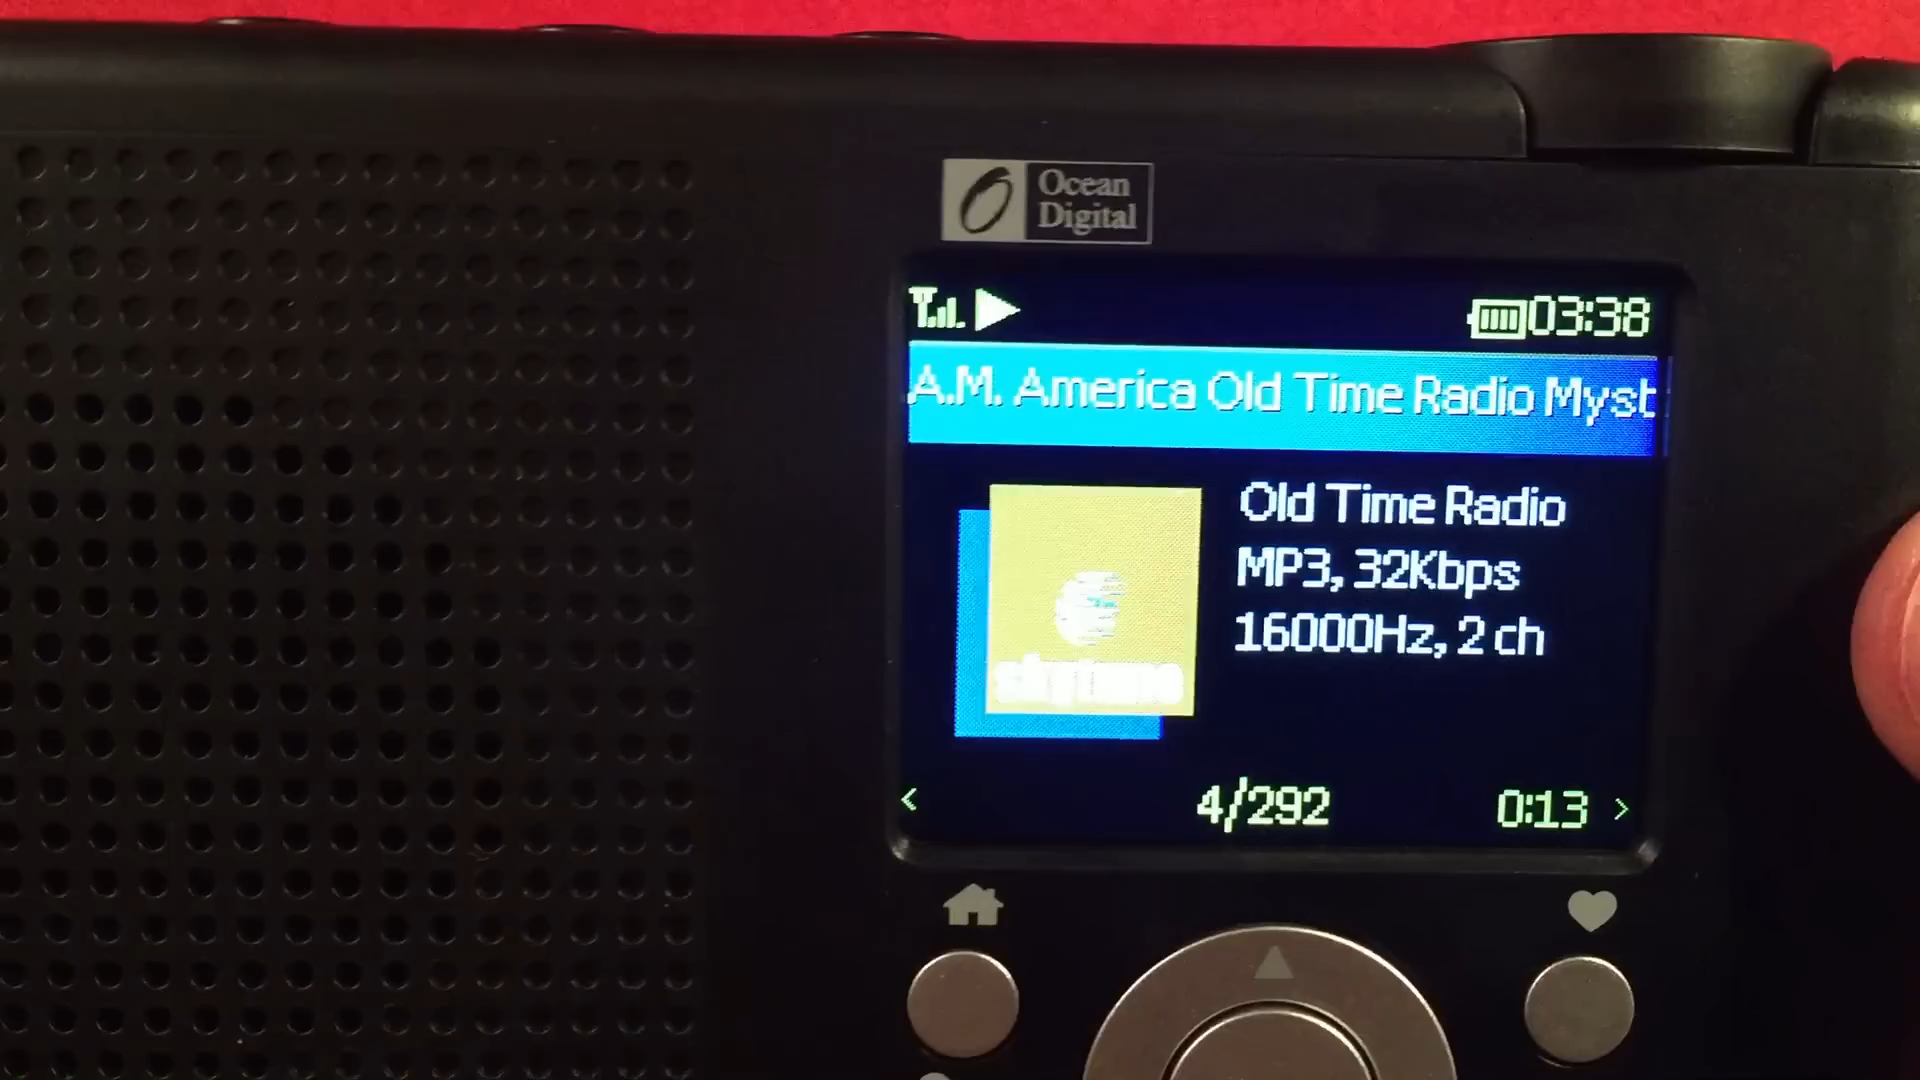 Ocean
Digital
03:38
A.M. America Old Time Radio Myst
Old Time Radio
MP3, 32Kbps
16000Hz, 2 ch
< 4/292 0:13 >